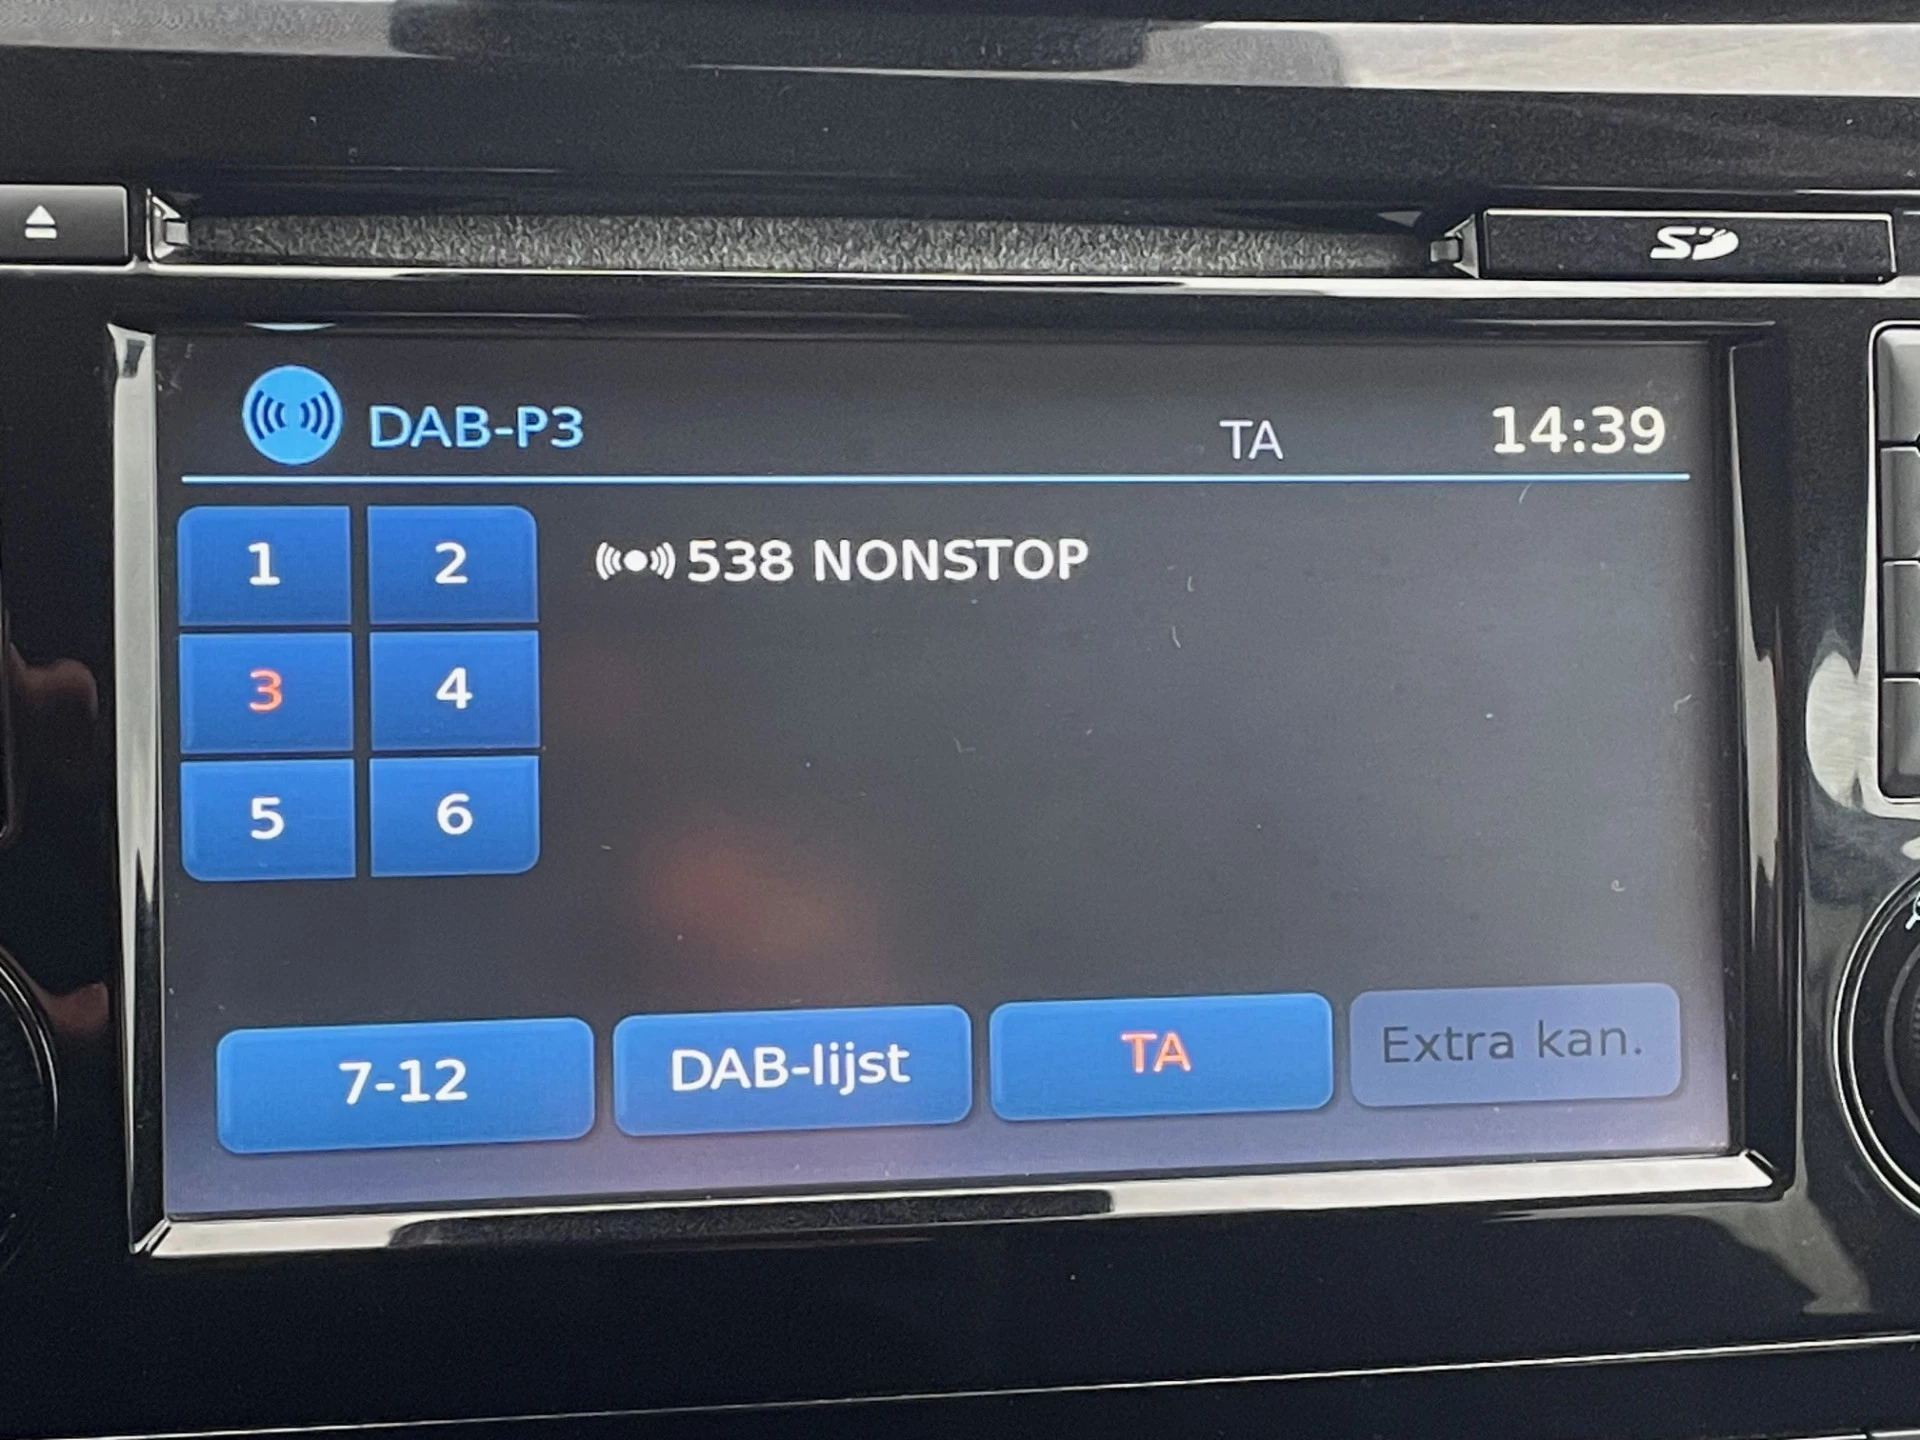 SD
DAB-P3 TA 14:39
1 2 538 NONSTOP
3 4
5 6
7-12 DAB-lijst TA Extra kan.